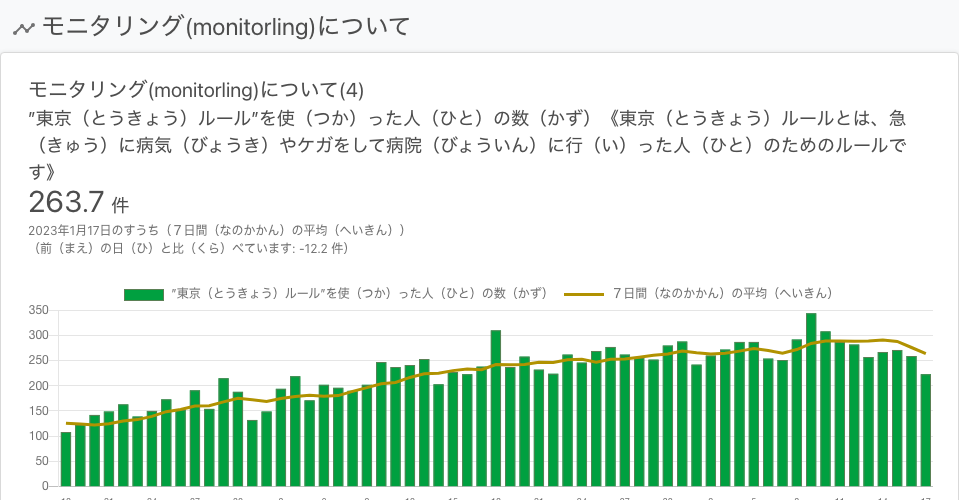 モニタリング(monitorling)について
モニタリング(monitorling)について(4)
”東京（とうきょう）ルール”を使（つか）った人（ひと）の数（かず）《東京（とうきょう）ルールとは、急
（きゅう）に病気（びょうき）やケガをして病院（びょういん）に行（い）った人（ひと）のためのルールで
す》
263.7 件
2023年1月17日のすうち（７日間（なのかかん）の平均（へいきん））
（前（まえ）の日（ひ）と比（くら）べています: -12.2 件）
”東京（とうきょう）ルール”を使（つか）った人（ひと）の数（かず） ７日間（なのかかん）の平均（へいきん）
350
300
250
200
150
100
50
0